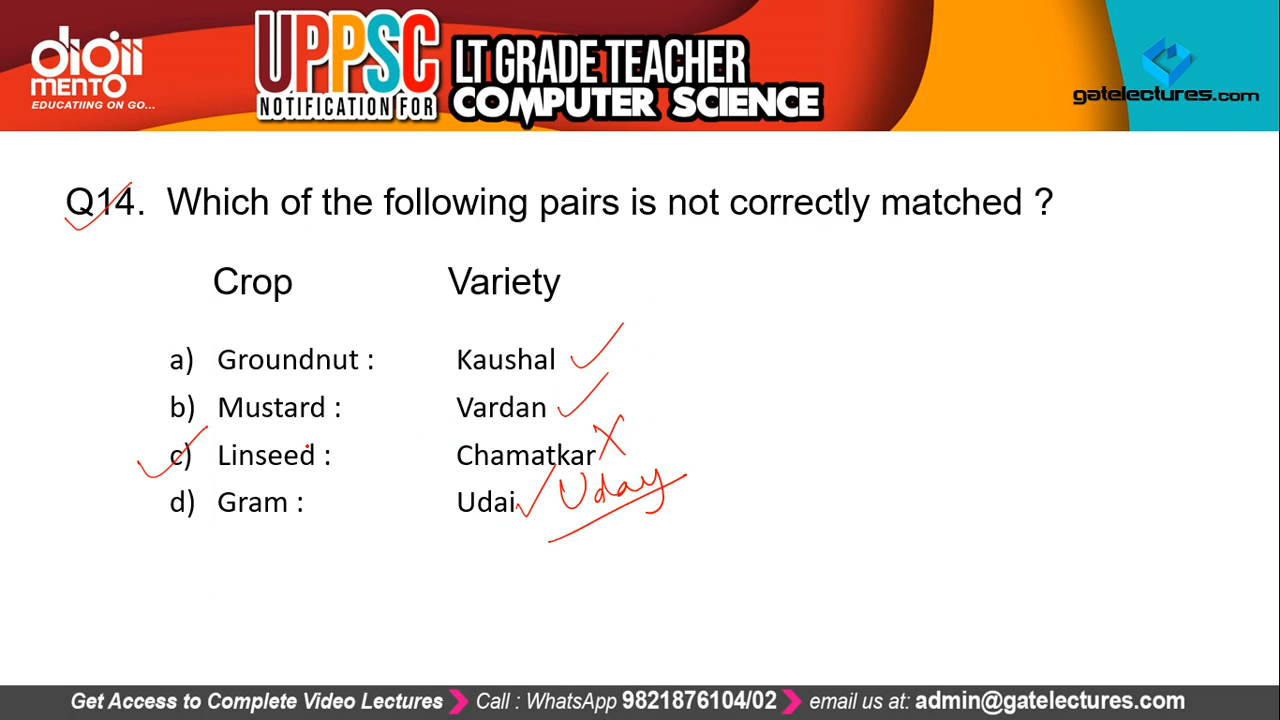 digii
MENTO
EDUCATIING ON GO...
UPPSC
NOTIFICATION FOR
LT GRADE TEACHER
COMPUTER SCIENCE
gatelectures.com
Q14. Which of the following pairs is not correctly matched ?
Crop Variety
a) Groundnut : Kaushal
b) Mustard : Vardan
c) Linseed : Chamatkar
d) Gram : Udai Uday
Get Access to Complete Video Lectures Call : WhatsApp 9821876104/02 email us at: admin@gatelectures.com